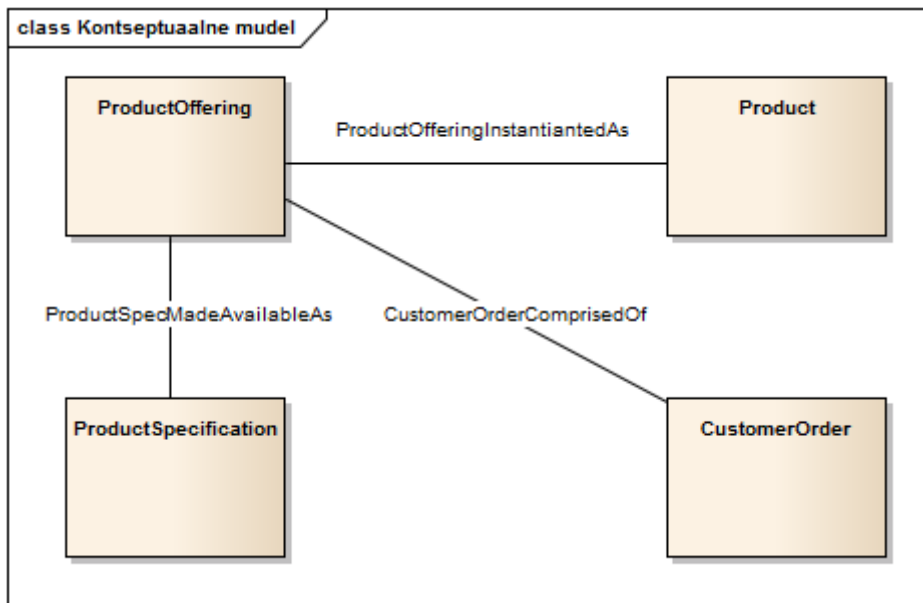 class Kontseptuaalne mudel
ProductOffering
Product
ProductOfferingInstantiantedAs
ProductSpecMadeAvailableAs
CustomerOrderComprisedOf
ProductSpecification
CustomerOrder